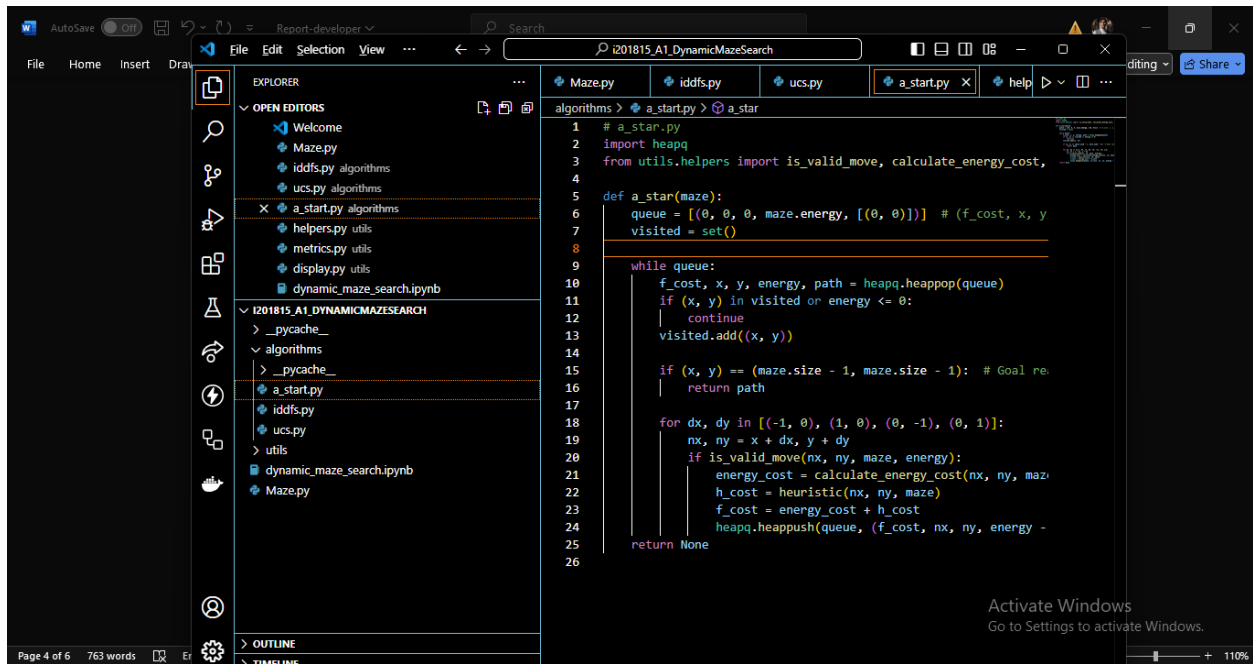 AutoSave Off Report-developer Search
File Home Insert Draw diting Share
File Edit Selection View ··· i201815_A1_DynamicMazeSearch
EXPLORER ···
OPEN EDITORS
Welcome
Maze.py
iddfs.py algorithms
ucs.py algorithms
a_start.py algorithms
helpers.py utils
metrics.py utils
display.py utils
dynamic_maze_search.ipynb
I201815_A1_DYNAMICMAZESEARCH
__pycache__
algorithms
__pycache__
a_start.py
iddfs.py
ucs.py
utils
dynamic_maze_search.ipynb
Maze.py
OUTLINE
TIMELINE
Maze.py iddfs.py ucs.py a_start.py help ···
algorithms > a_start.py > a_star
1 # a_star.py
2 import heapq
3 from utils.helpers import is_valid_move, calculate_energy_cost,
4
5 def a_star(maze):
6 queue = [(0, 0, 0, maze.energy, [(0, 0)])] # (f_cost, x, y
7 visited = set()
8
9 while queue:
10 f_cost, x, y, energy, path = heapq.heappop(queue)
11 if (x, y) in visited or energy <= 0:
12 continue
13 visited.add((x, y))
14
15 if (x, y) == (maze.size - 1, maze.size - 1): # Goal re
16 return path
17
18 for dx, dy in [(-1, 0), (1, 0), (0, -1), (0, 1)]:
19 nx, ny = x + dx, y + dy
20 if is_valid_move(nx, ny, maze, energy):
21 energy_cost = calculate_energy_cost(nx, ny, maz
22 h_cost = heuristic(nx, ny, maze)
23 f_cost = energy_cost + h_cost
24 heapq.heappush(queue, (f_cost, nx, ny, energy -
25 return None
26
Activate Windows
Go to Settings to activate Windows.
Page 4 of 6 763 words En 110%